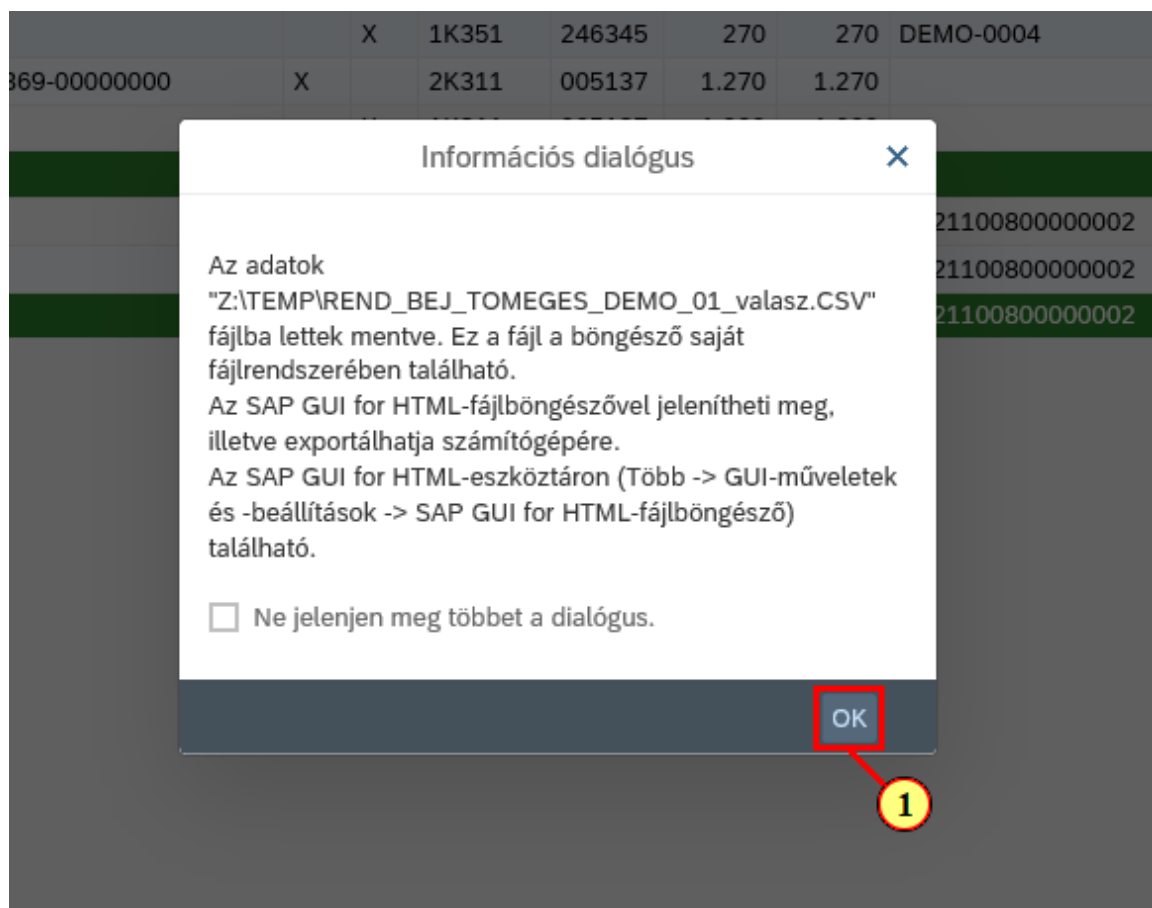 X 1K351 246345 270 270 DEMO-0004
369-00000000 X 2K311 005137 1.270 1.270
Információs dialógus
21100800000002
21100800000002
21100800000002
Az adatok
"Z:\TEMP\REND_BEJ_TOMEGES_DEMO_01_valasz.CSV"
fájlba lettek mentve. Ez a fájl a böngésző saját
fájlrendszerében található.
Az SAP GUI for HTML-fájlböngészővel jelenítheti meg,
illetve exportálhatja számítógépére.
Az SAP GUI for HTML-eszköztáron (Több -> GUI-műveletek
és -beállítások -> SAP GUI for HTML-fájlböngésző)
található.
Ne jelenjen meg többet a dialógus.
OK
1